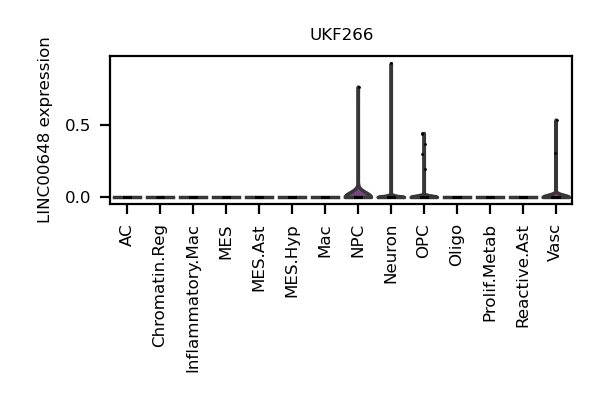 UKF266
LINC00648 expression
0.5
0.0
AC
Chromatin.Reg
Inflammatory.Mac
MES
MES.Ast
MES.Hyp
Mac
NPC
Neuron
OPC
Oligo
Prolif.Metab
Reactive.Ast
Vasc